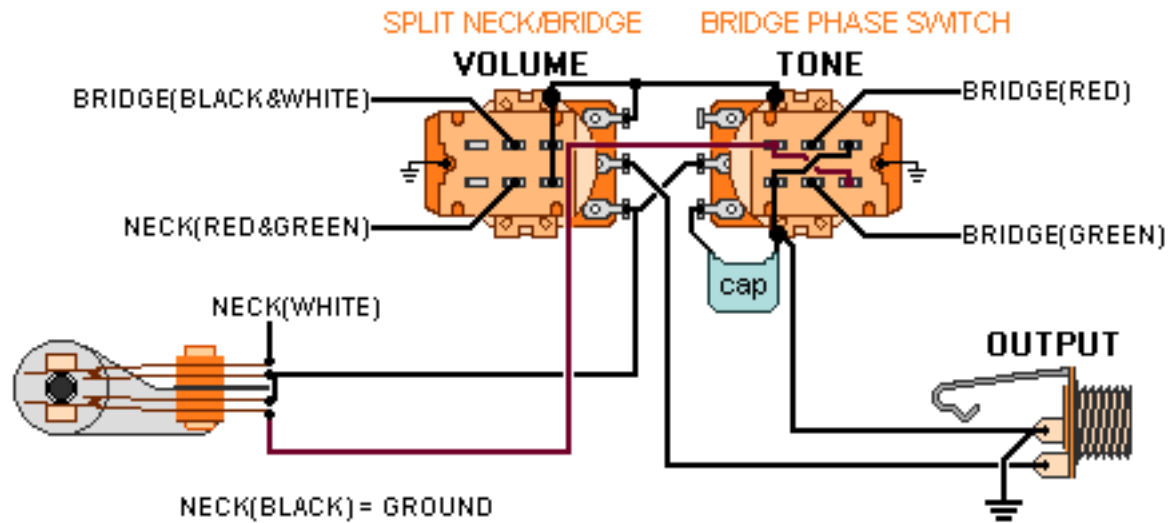 SPLIT NECK/BRIDGE
BRIDGE PHASE SWITCH
VOLUME
TONE
BRIDGE(BLACK&WHITE)
BRIDGE(RED)
NECK(RED&GREEN)
BRIDGE(GREEN)
cap
NECK(WHITE)
OUTPUT
NECK(BLACK) = GROUND